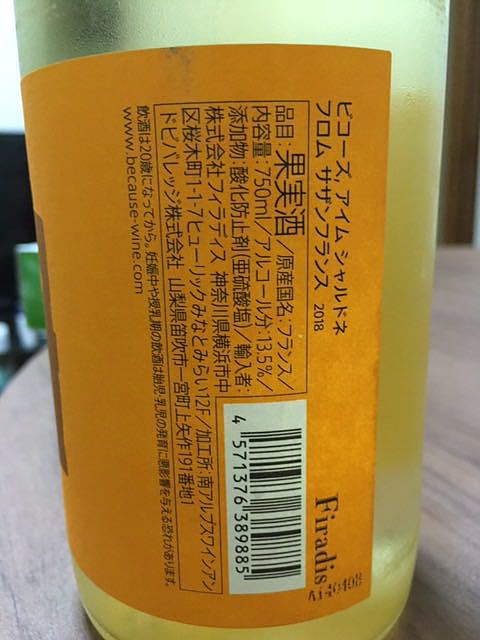 ビコーズ, アイム シャルドネ
フロム サザンフランス 2018
品目：果実酒／原産国名：フランス／
内容量：750ml／アルコール分：13.5%／
添加物：酸化防止剤(亜硫酸塩)／輸入者：
株式会社フィラディス 神奈川県横浜市中
区桜木町1-1-7ヒューリックみなとみらい12F／加工所：南アルプスワインアン
ドビバレッジ株式会社 山梨県笛吹市一宮町上矢作191番地1
飲酒は20歳になってから。妊娠中や授乳期の飲酒は胎児・乳児の発育に悪影響を与える恐れがあります。
www.because-wine.com
4 571376 389885
Firadis
A140408